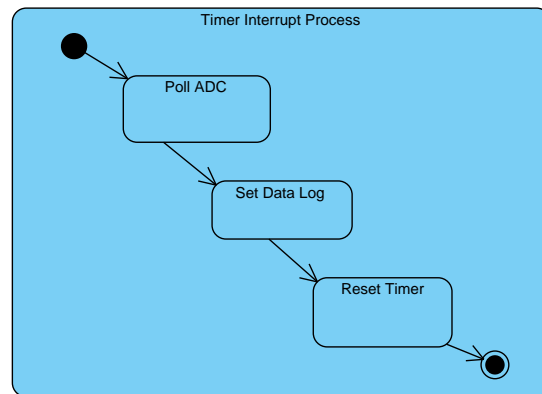 Timer Interrupt Process
Poll ADC
Set Data Log
Reset Timer